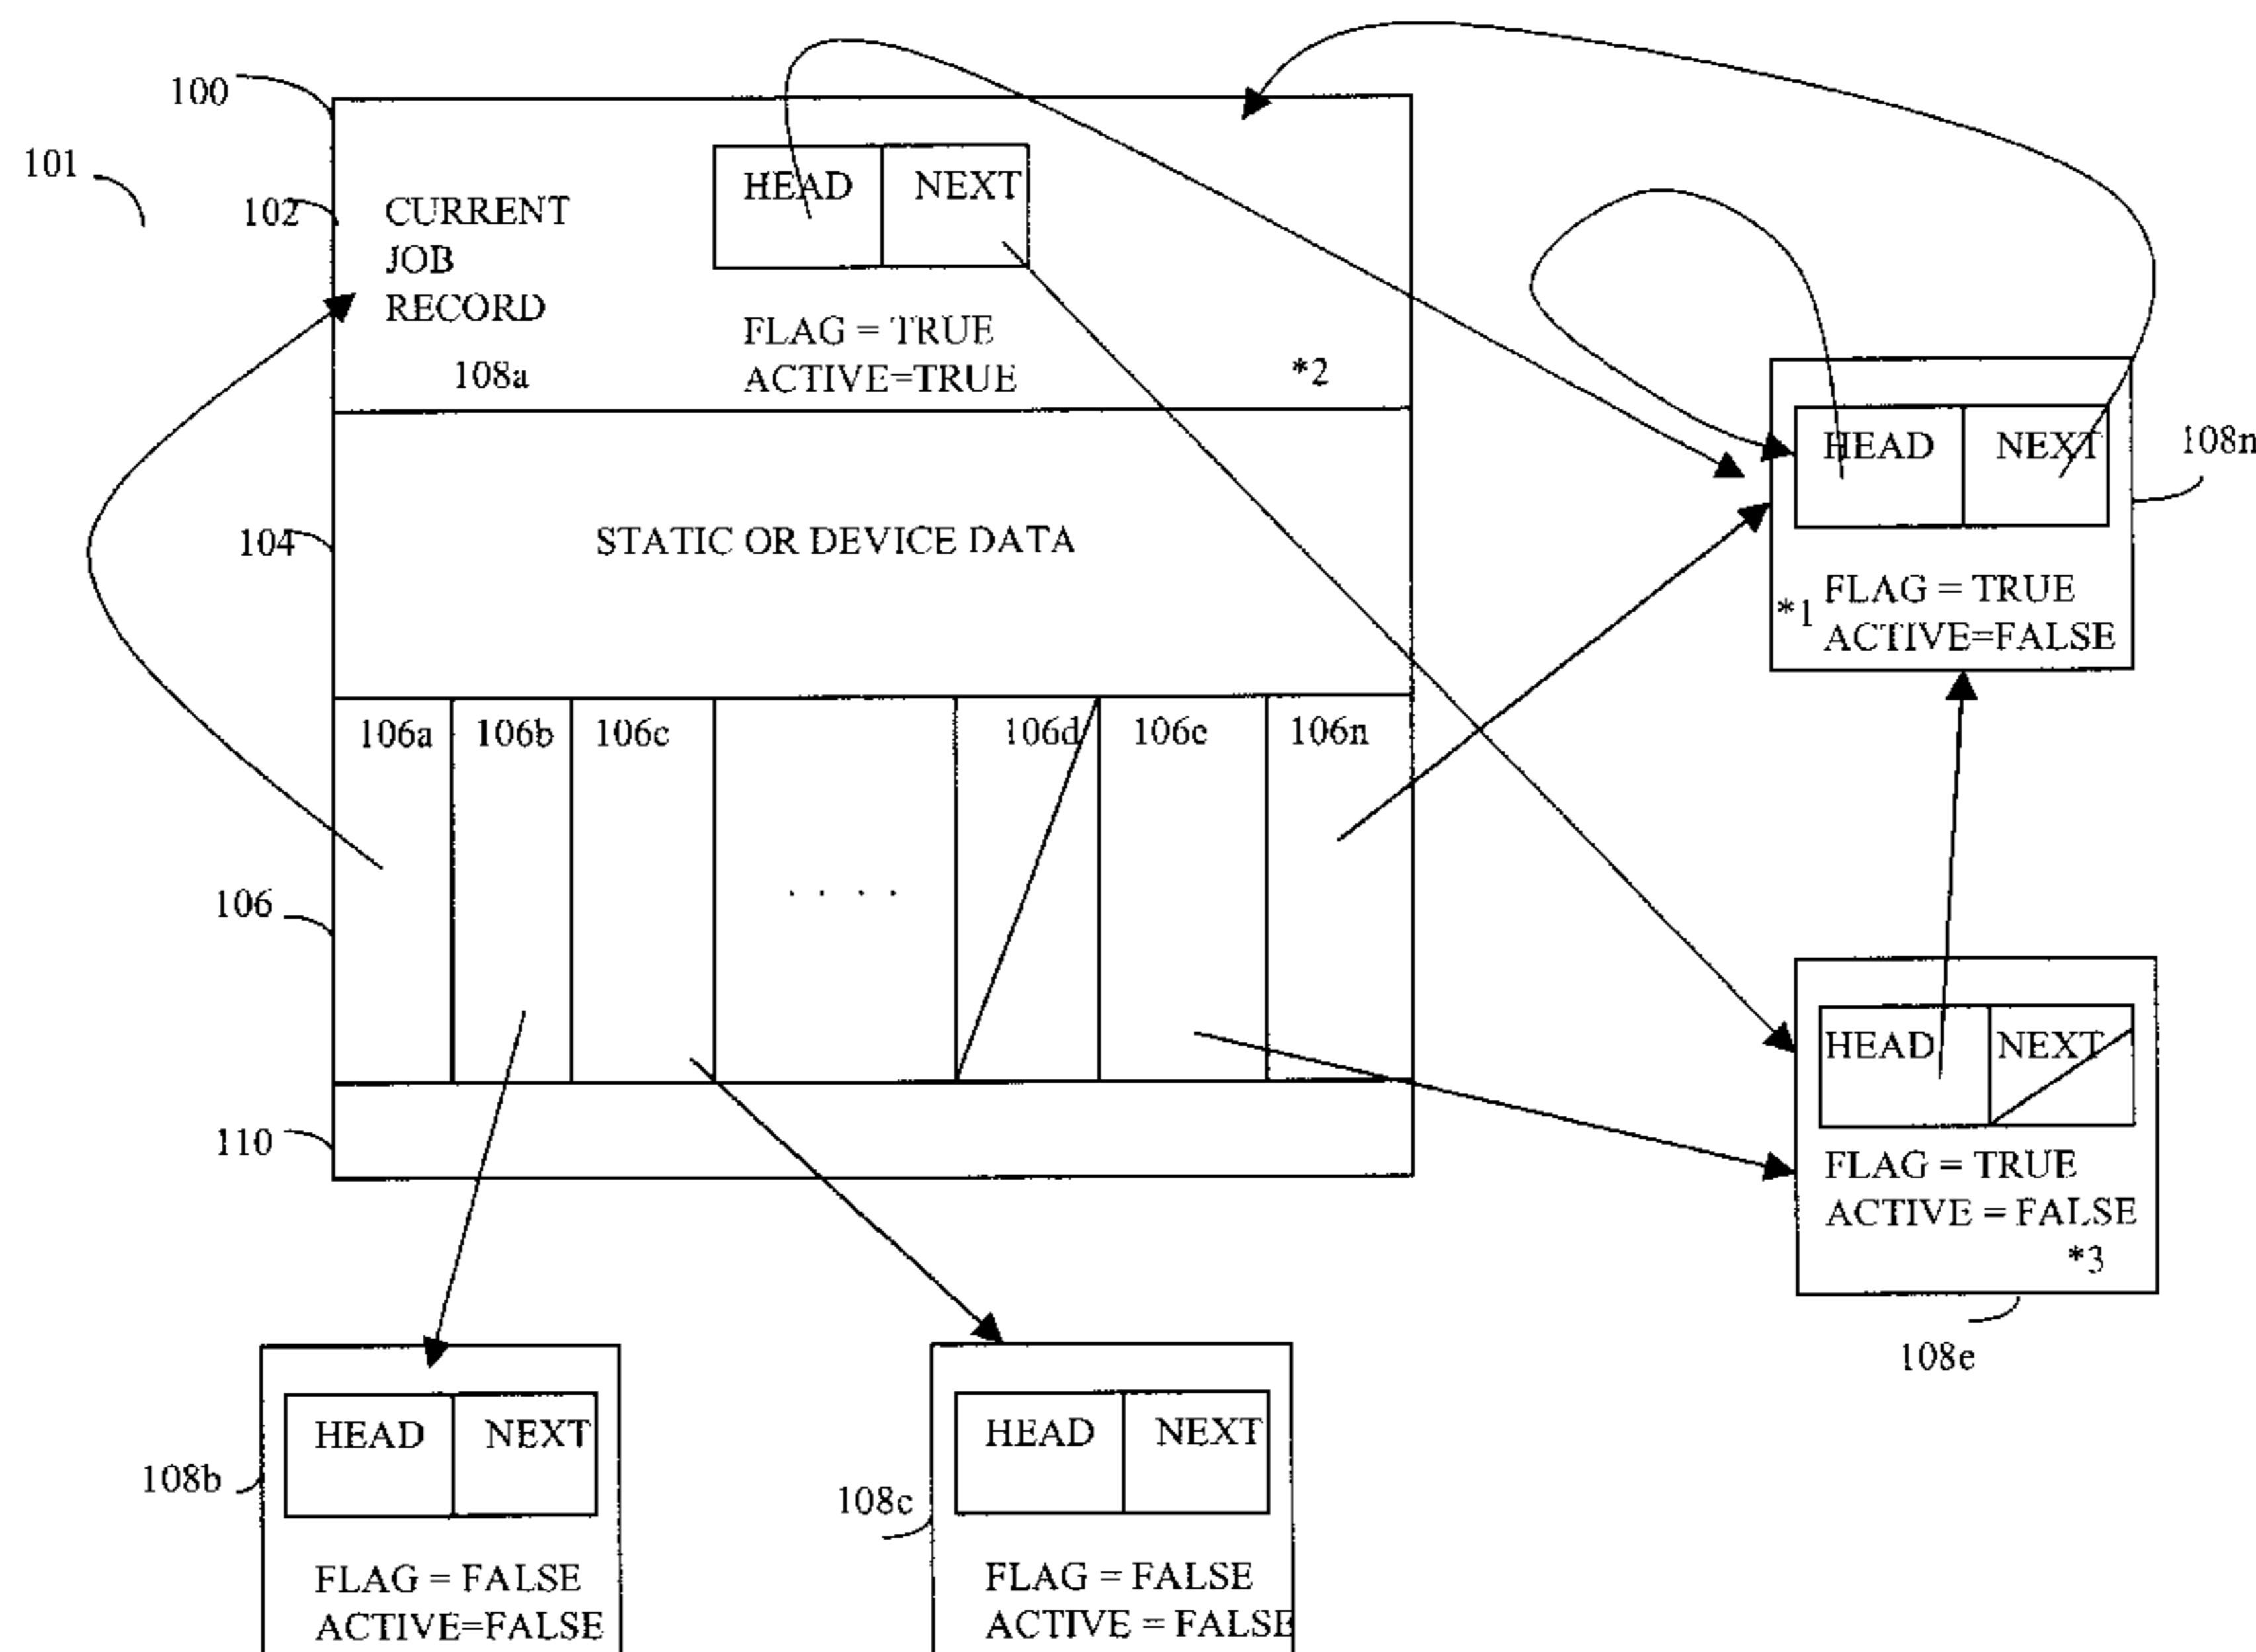 100
101
102
CURRENT
JOB
RECORD
108a
HEAD NEXT
FLAG = TRUE
ACTIVE=TRUE
*2
HEAD NEXT
108n
*1
FLAG = TRUE
ACTIVE=FALSE
104
STATIC OR DEVICE DATA
106a 106b 106c 106d 106e 106n
. . . .
106
110
HEAD NEXT
FLAG = TRUE
ACTIVE = FALSE
*3
108e
HEAD NEXT
108b
FLAG = FALSE
ACTIVE=FALSE
HEAD NEXT
108c
FLAG = FALSE
ACTIVE = FALSE